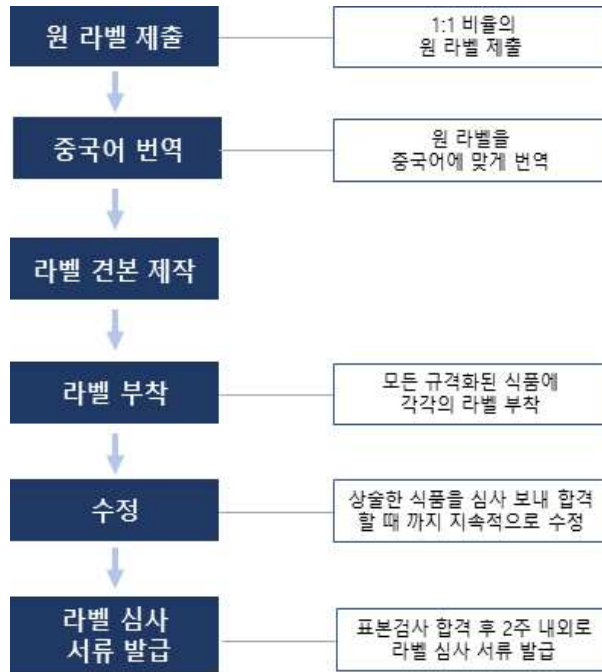 원 라벨 제출
1:1 비율의
원 라벨 제출
중국어 번역
원 라벨을
중국어에 맞게 번역
라벨 견본 제작
라벨 부착
모든 규격화된 식품에
각각의 라벨 부착
수정
상술한 식품을 심사 보내 합격
할 때 까지 지속적으로 수정
라벨 심사
서류 발급
표본검사 합격 후 2주 내외로
라벨 심사 서류 발급